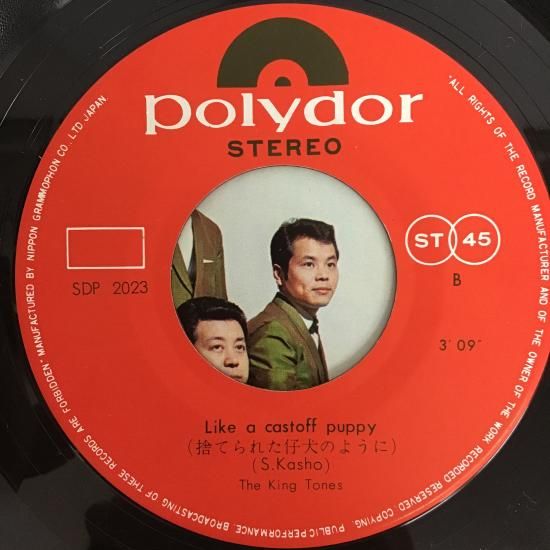 polydor
STEREO
SDP 2023
ST 45
B
3' 09"
Like a castoff puppy
(捨てられた仔犬のように)
(S.Kasho)
The King Tones
"ALL RIGHTS OF THE RECORD MANUFACTURER AND OF THE OWNER OF THE WORK RECORDED RESERVED. COPYING, PUBLIC PERFORMANCE, BROADCASTING OF THESE RECORDS ARE FORBIDDEN" MANUFACTURED BY NIPPON GRAMMOPHON CO. LTD JAPAN.